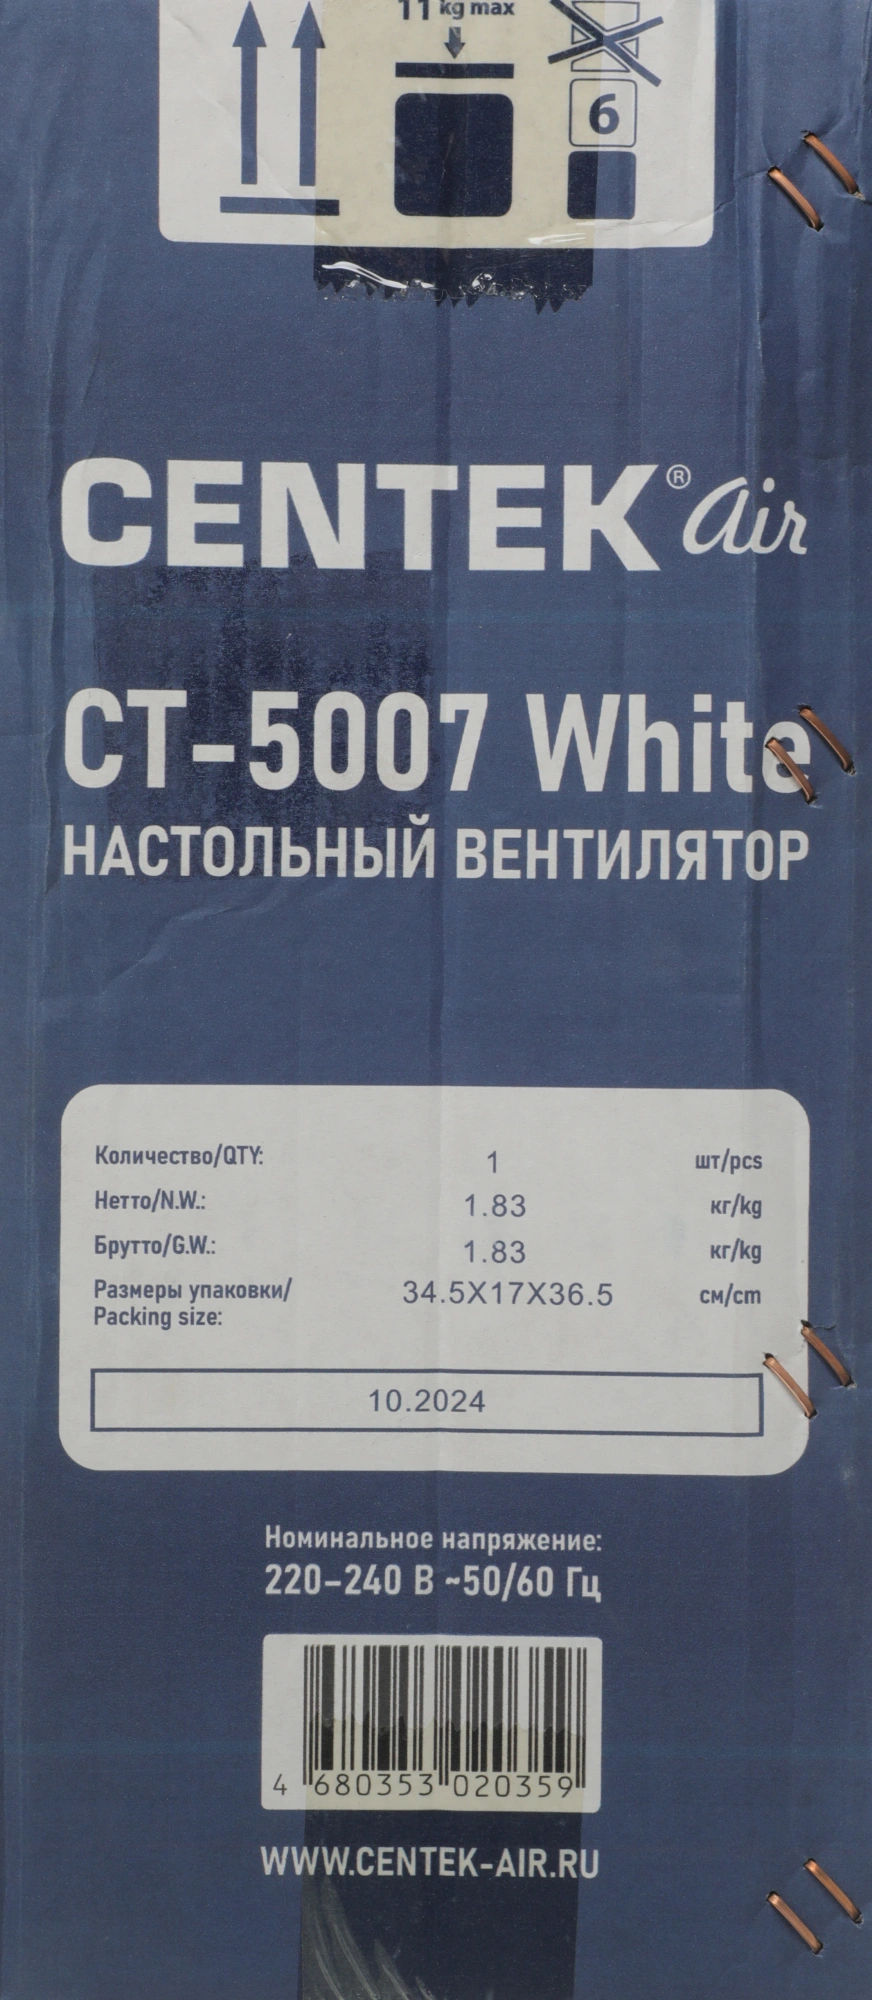 11 kg max
6
CENTEK® air
CT-5007 White
НАСТОЛЬНЫЙ ВЕНТИЛЯТОР
Количество/QTY: 1 шт/pcs
Нетто/N.W.: 1.83 кг/kg
Брутто/G.W.: 1.83 кг/kg
Размеры упаковки/ 34.5X17X36.5 см/cm
Packing size:
10.2024
Номинальное напряжение:
220-240 В ~50/60 Гц
4 680353 020359
WWW.CENTEK-AIR.RU